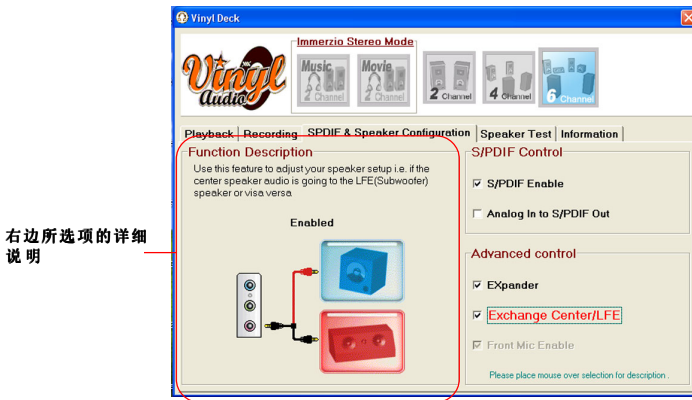 Vinyl Deck
Immerzio Stereo Mode
Vinyl Audio
Music 2 Channel
Movie 2 Channel
2 Channel
4 Channel
6 Channel
Playback
Recording
SPDIF & Speaker Configuration
Speaker Test
Information
Function Description
Use this feature to adjust your speaker setup i.e. if the
center speaker audio is going to the LFE(Subwoofer)
speaker or visa versa
Enabled
右边所选项的详细
说明
S/PDIF Control
S/PDIF Enable
Analog In to S/PDIF Out
Advanced control
EXpander
Exchange Center/LFE
Front Mic Enable
Please place mouse over selection for description .